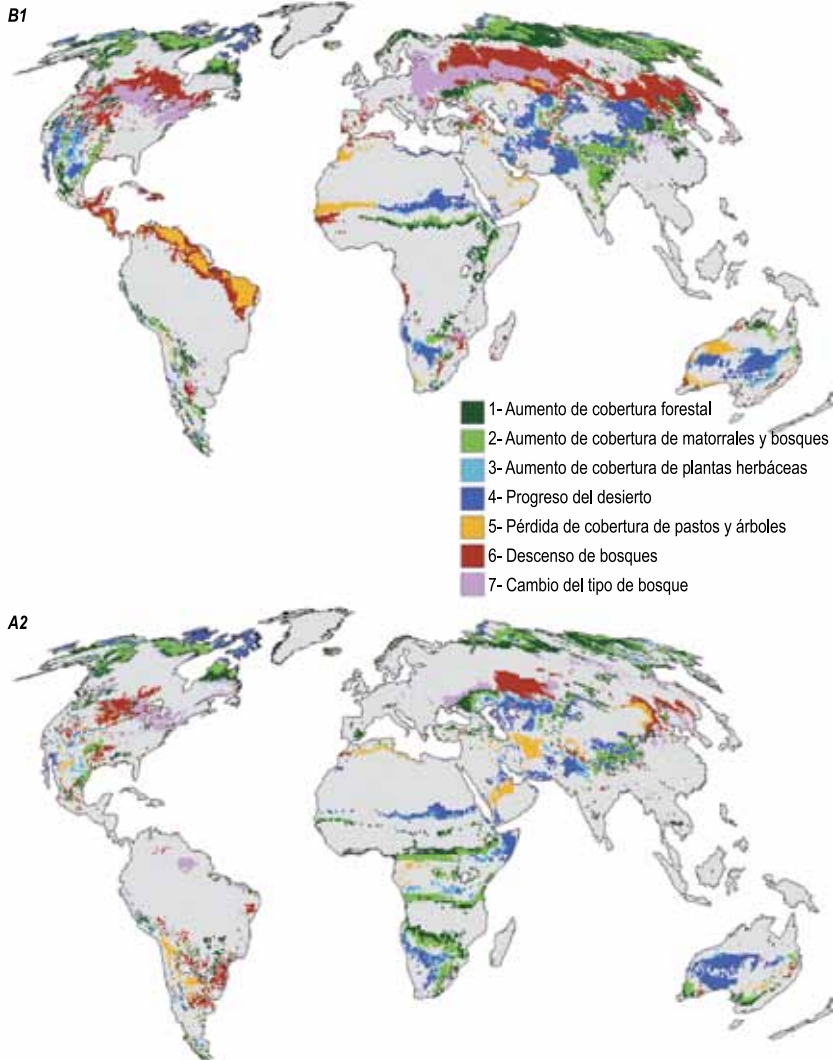 B1
1- Aumento de cobertura forestal
2- Aumento de cobertura de matorrales y bosques
3- Aumento de cobertura de plantas herbáceas
4- Progreso del desierto
5- Pérdida de cobertura de pastos y árboles
6- Descenso de bosques
7- Cambio del tipo de bosque
A2